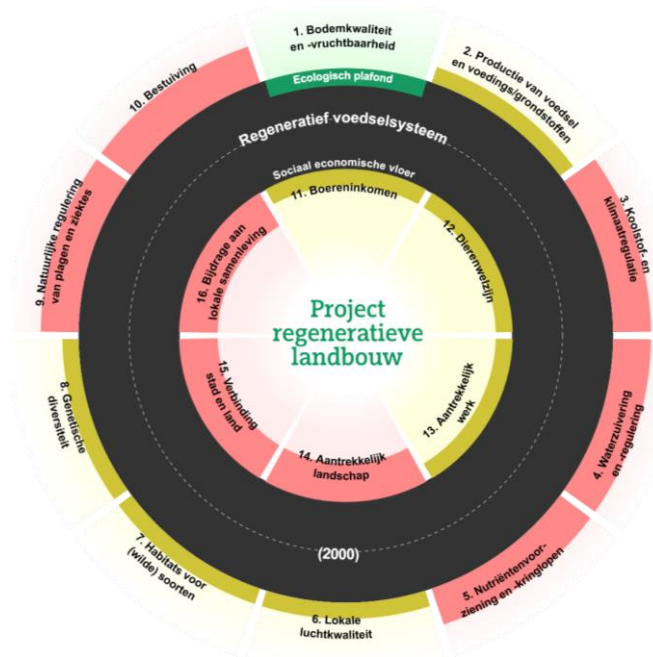 1. Bodemkwaliteit
en -vruchtbaarheid
Ecologisch plafond
2. Productie van voedsel
en voedings/grondstoffen
3. Koolstof- en
klimaatregulatie
4. Waterzuivering
en -regulering
5. Nutriëntenvoor-
ziening en -kringlopen
6. Lokale
luchtkwaliteit
7. Habitats voor
(wilde) soorten
8. Genetische
diversiteit
9. Natuurlijke regulering
van plagen en ziektes
10. Bestuiving
Regeneratief voedselsysteem
Sociaal economische vloer
11. Boereninkomen
12. Dierenwelzijn
13. Aantrekkelijk
werk
14. Aantrekkelijk
landschap
15. Verbinding
stad en land
16. Bijdrage aan
lokale samenleving
Project
regeneratieve
landbouw
(2000)